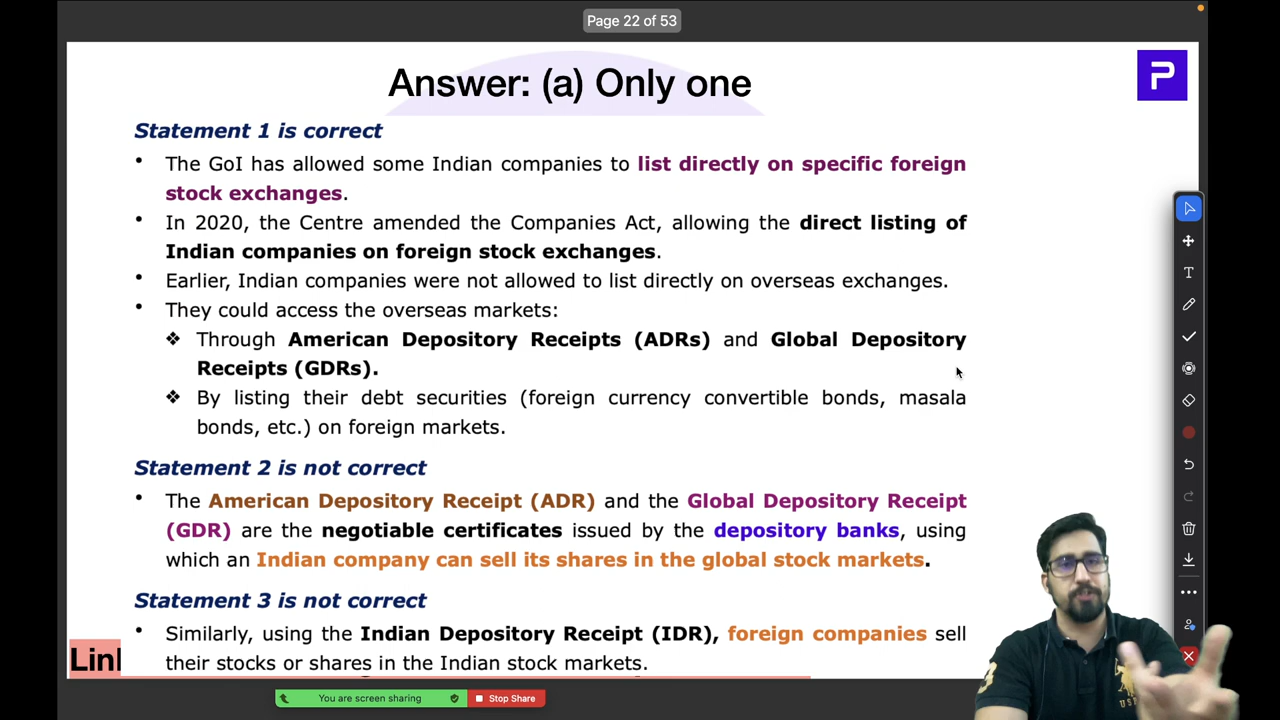 Page 22 of 53
Answer: (a) Only one
Statement 1 is correct
• The GoI has allowed some Indian companies to list directly on specific foreign
stock exchanges.
• In 2020, the Centre amended the Companies Act, allowing the direct listing of
Indian companies on foreign stock exchanges.
• Earlier, Indian companies were not allowed to list directly on overseas exchanges.
• They could access the overseas markets:
❖ Through American Depository Receipts (ADRs) and Global Depository
Receipts (GDRs).
❖ By listing their debt securities (foreign currency convertible bonds, masala
bonds, etc.) on foreign markets.
Statement 2 is not correct
• The American Depository Receipt (ADR) and the Global Depository Receipt
(GDR) are the negotiable certificates issued by the depository banks, using
which an Indian company can sell its shares in the global stock markets.
Statement 3 is not correct
• Similarly, using the Indian Depository Receipt (IDR), foreign companies sell
their stocks or shares in the Indian stock markets.
You are screen sharing
Stop Share
P
T
3